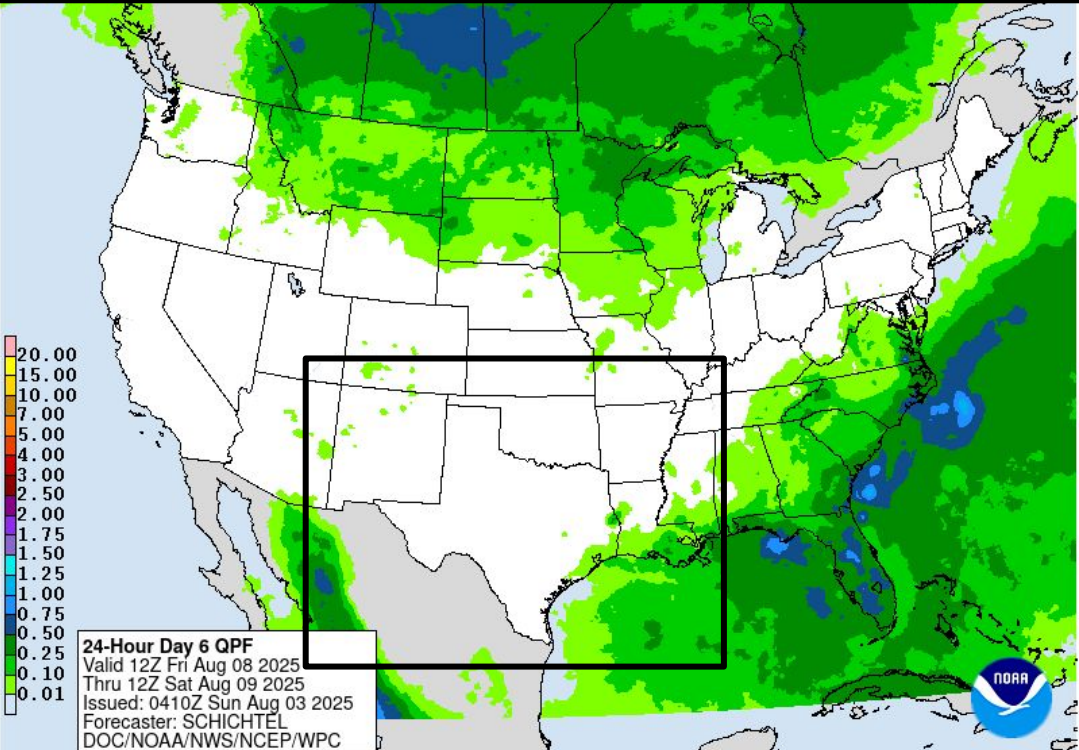 20.00
15.00
10.00
7.00
5.00
4.00
3.00
2.50
2.00
1.75
1.50
1.25
1.00
0.75
0.50
0.25
0.10
0.01
24-Hour Day 6 QPF
Valid 12Z Fri Aug 08 2025
Thru 12Z Sat Aug 09 2025
Issued: 0410Z Sun Aug 03 2025
Forecaster: SCHICHTEL
DOC/NOAA/NWS/NCEP/WPC
NOAA